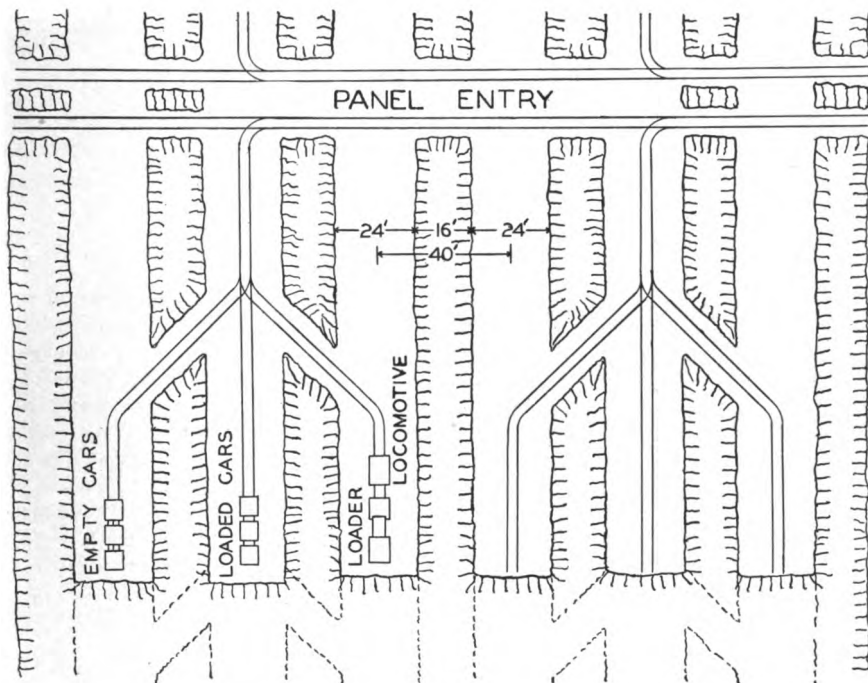 PANEL ENTRY
24' 16' 24'
40'
EMPTY CARS
LOADED CARS
LOADER
LOCOMOTIVE